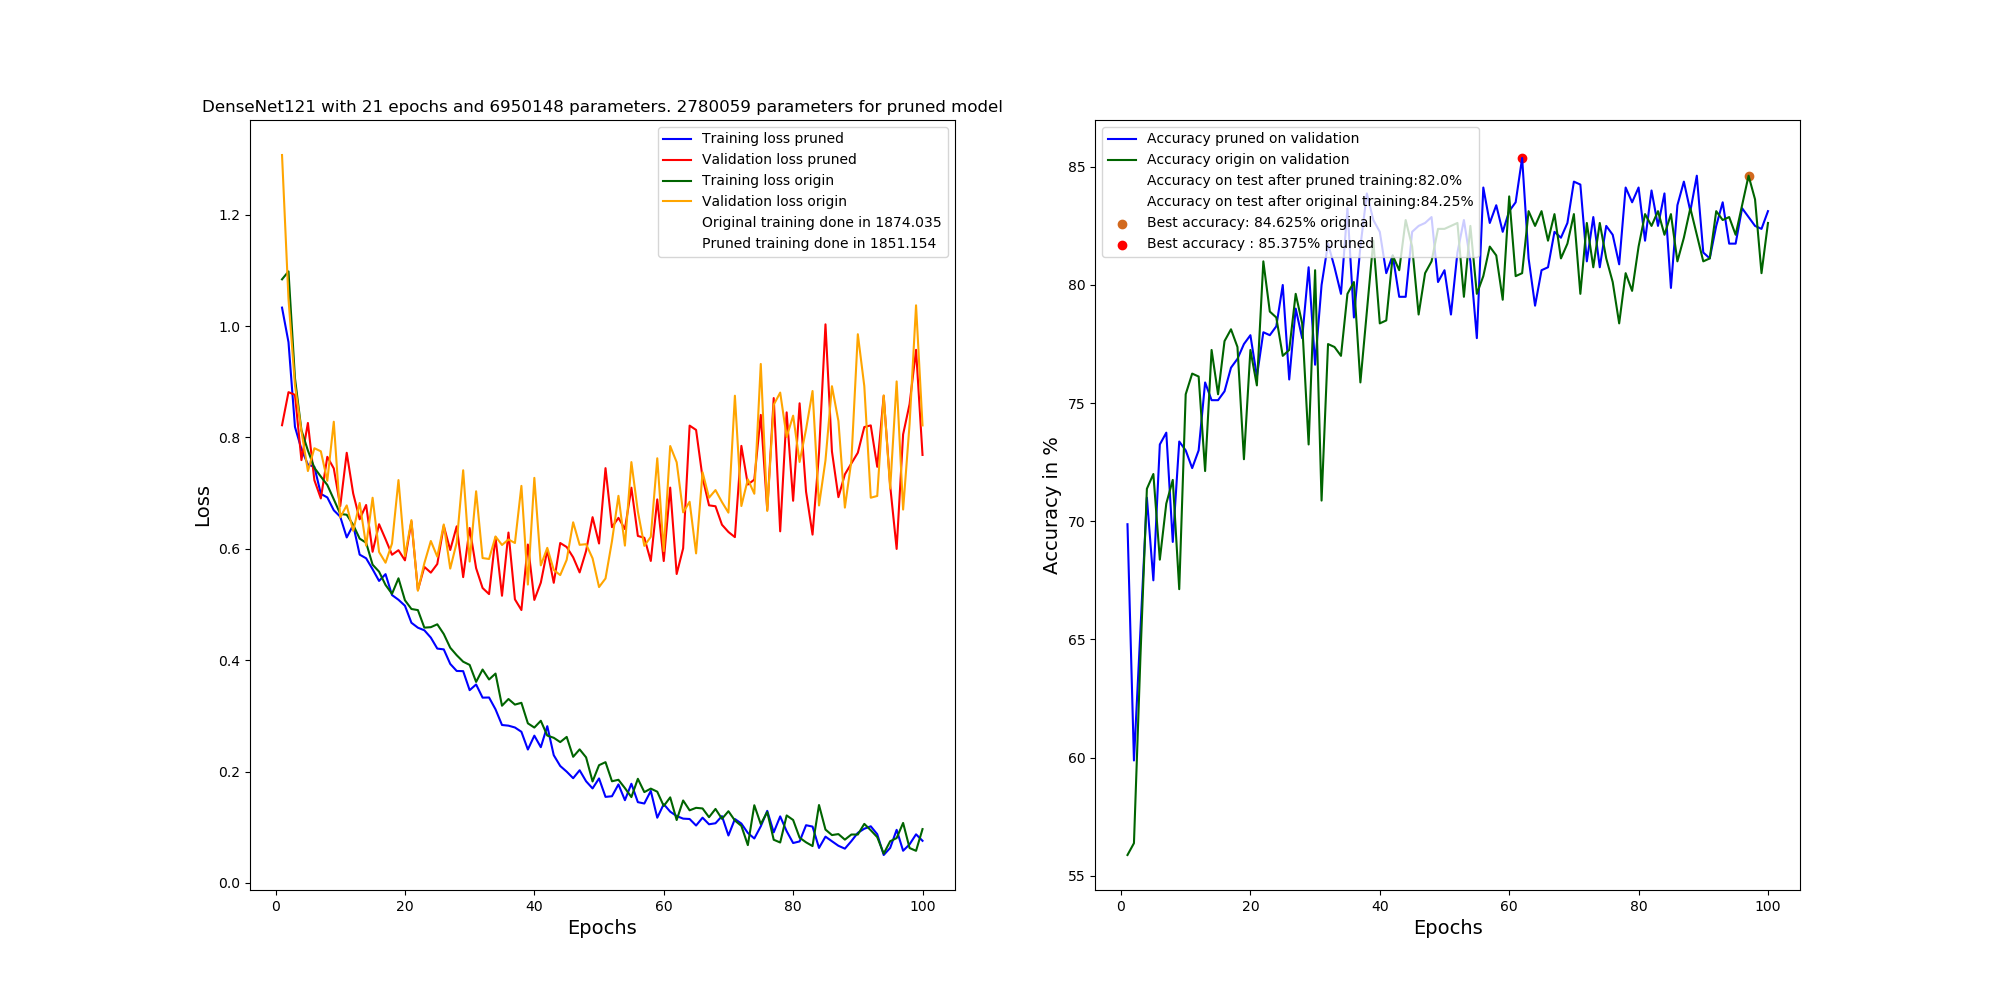 DenseNet121 with 21 epochs and 6950148 parameters. 2780059 parameters for pruned model
Training loss pruned
Validation loss pruned
Training loss origin
Validation loss origin
Original training done in 1874.035
Pruned training done in 1851.154
Loss
1.2
1.0
0.8
0.6
0.4
0.2
0.0
0 20 40 60 80 100
Epochs
Accuracy pruned on validation
Accuracy origin on validation
Accuracy on test after pruned training:82.0%
Accuracy on test after original training:84.25%
Best accuracy: 84.625% original
Best accuracy : 85.375% pruned
Accuracy in %
85
80
75
70
65
60
55
0 20 40 60 80 100
Epochs